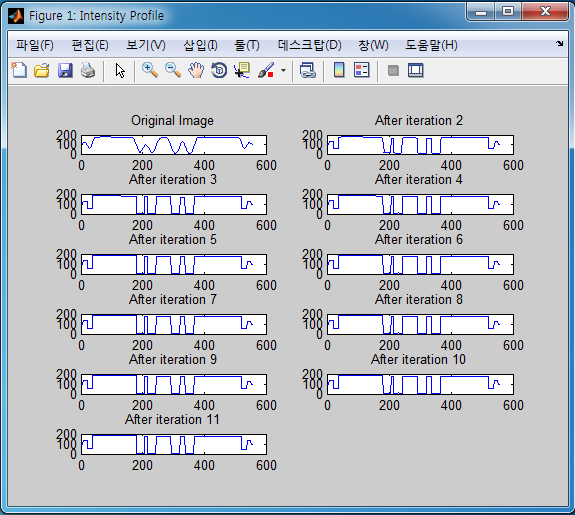 Figure 1: Intensity Profile
파일(F) 편집(E) 보기(V) 삽입(I) 툴(T) 데스크탑(D) 창(W) 도움말(H)
Original Image
200
100
0
0 200 400 600
After iteration 2
200
100
0
0 200 400 600
After iteration 3
200
100
0
0 200 400 600
After iteration 4
200
100
0
0 200 400 600
After iteration 5
200
100
0
0 200 400 600
After iteration 6
200
100
0
0 200 400 600
After iteration 7
200
100
0
0 200 400 600
After iteration 8
200
100
0
0 200 400 600
After iteration 9
200
100
0
0 200 400 600
After iteration 10
200
100
0
0 200 400 600
After iteration 11
200
100
0
0 200 400 600